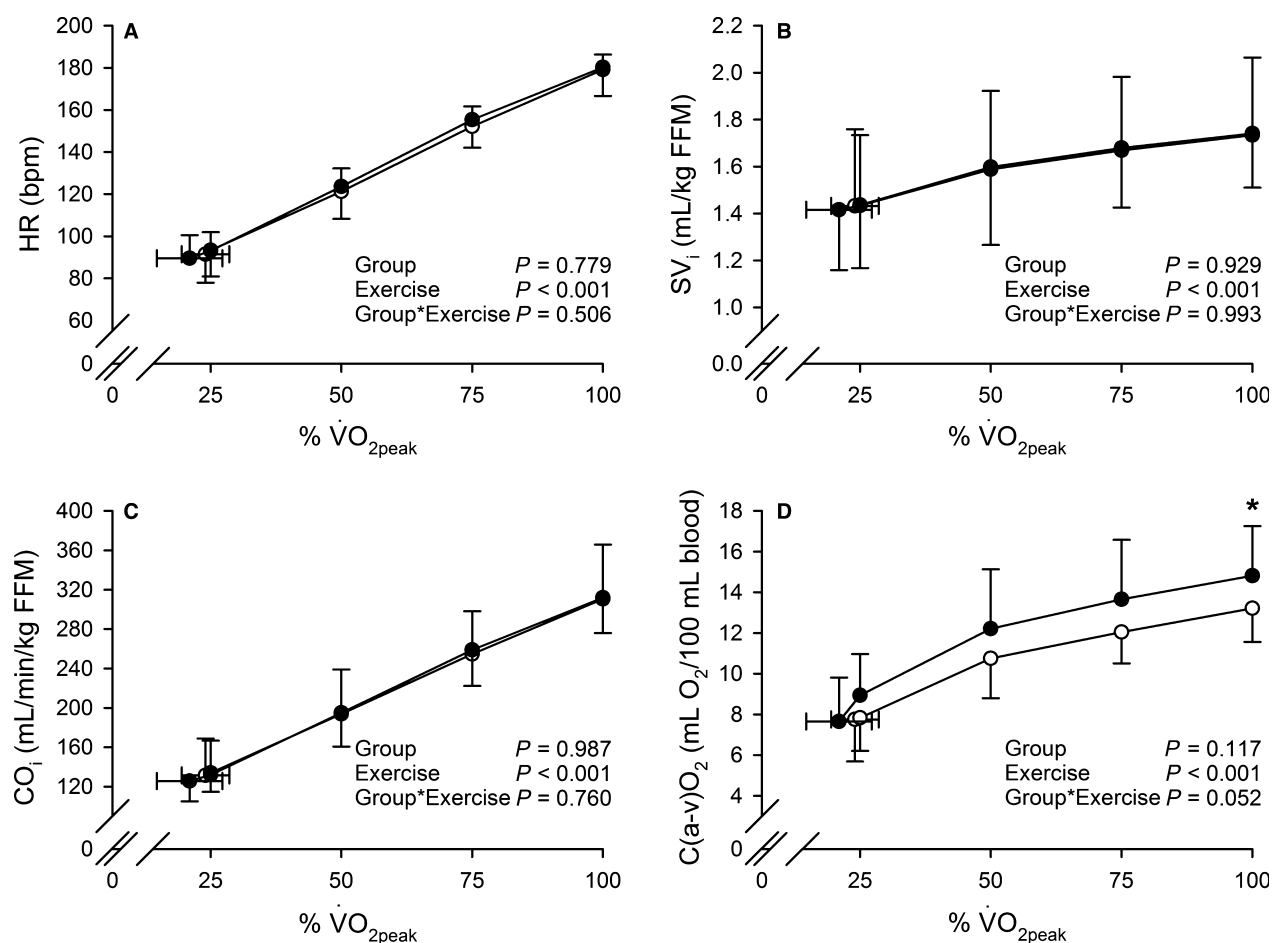 A
HR (bpm)
200
180
160
140
120
100
80
60
0
Group P = 0.779
Exercise P < 0.001
Group*Exercise P = 0.506
0 25 50 75 100
% V̇O2peak
B
SVi (mL/kg FFM)
2.2
2.0
1.8
1.6
1.4
1.2
1.0
0.0
Group P = 0.929
Exercise P < 0.001
Group*Exercise P = 0.993
0 25 50 75 100
% V̇O2peak
C
COi (mL/min/kg FFM)
400
360
320
280
240
200
160
120
0
Group P = 0.987
Exercise P < 0.001
Group*Exercise P = 0.760
0 25 50 75 100
% V̇O2peak
D
C(a-v)O2 (mL O2/100 mL blood)
18
16
14
12
10
8
6
4
0
*
Group P = 0.117
Exercise P < 0.001
Group*Exercise P = 0.052
0 25 50 75 100
% V̇O2peak